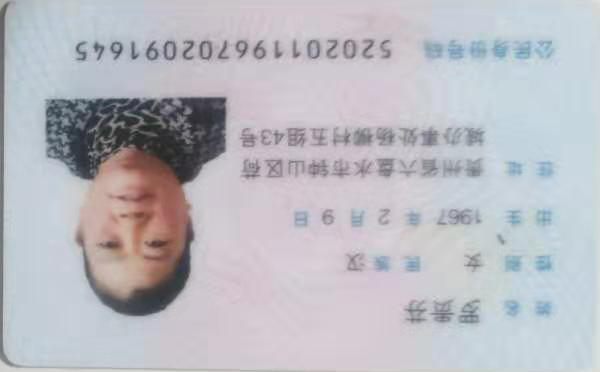 姓名 罗贵芬
性别 女 民族 汉
出生 1967 年 2 月 9 日
住址 贵州省六盘水市钟山区荷
城办事处杨柳村五组43号
公民身份号码 520201196702091645